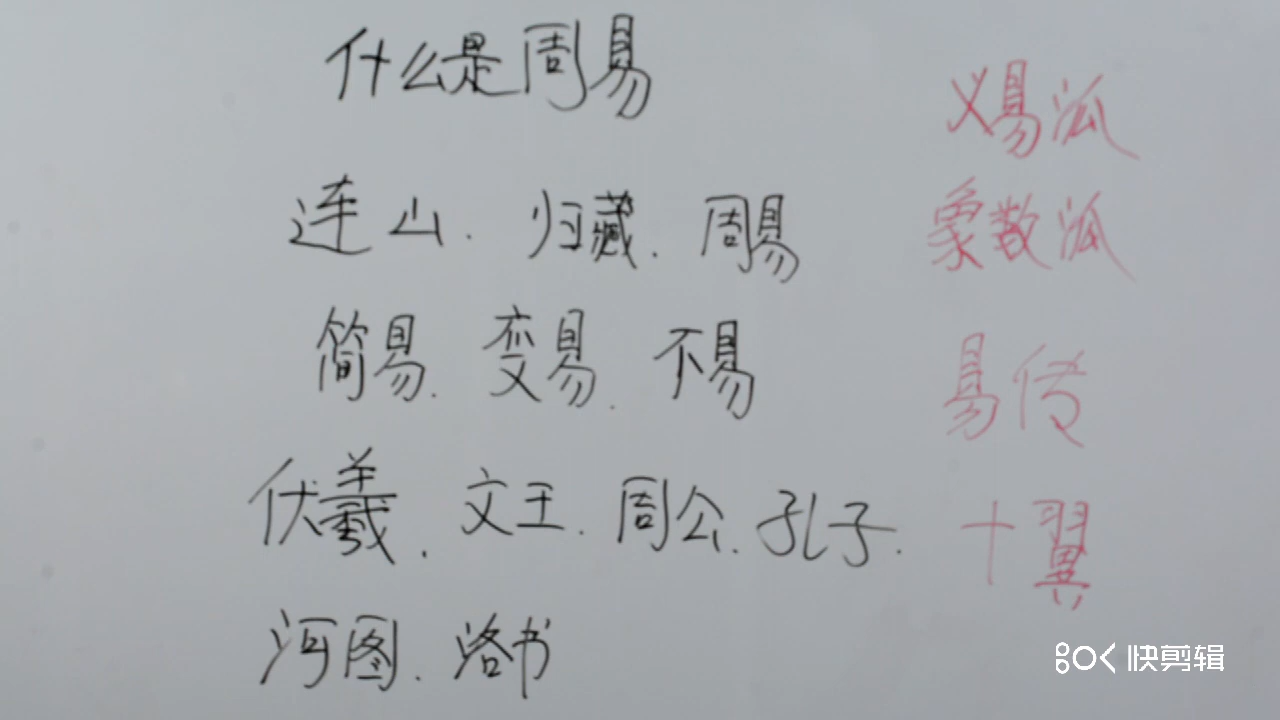 什么是周易
连山.归藏.周易
简易.变易.不易
伏羲.文王.周公.孔子.
河图.洛书
义易派
象数派
易传
十翼
快剪辑